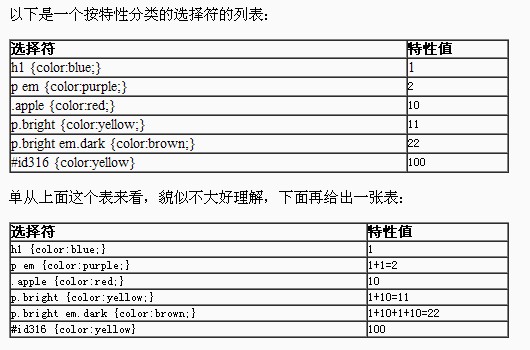 以下是一个按特性分类的选择符的列表：
选择符 特性值
h1 {color:blue;} 1
p em {color:purple;} 2
.apple {color:red;} 10
p.bright {color:yellow;} 11
p.bright em.dark {color:brown;} 22
#id316 {color:yellow} 100
单从上面这个表来看，貌似不大好理解，下面再给出一张表：
选择符 特性值
h1 {color:blue;} 1
p em {color:purple;} 1+1=2
.apple {color:red;} 10
p.bright {color:yellow;} 1+10=11
p.bright em.dark {color:brown;} 1+10+1+10=22
#id316 {color:yellow} 100